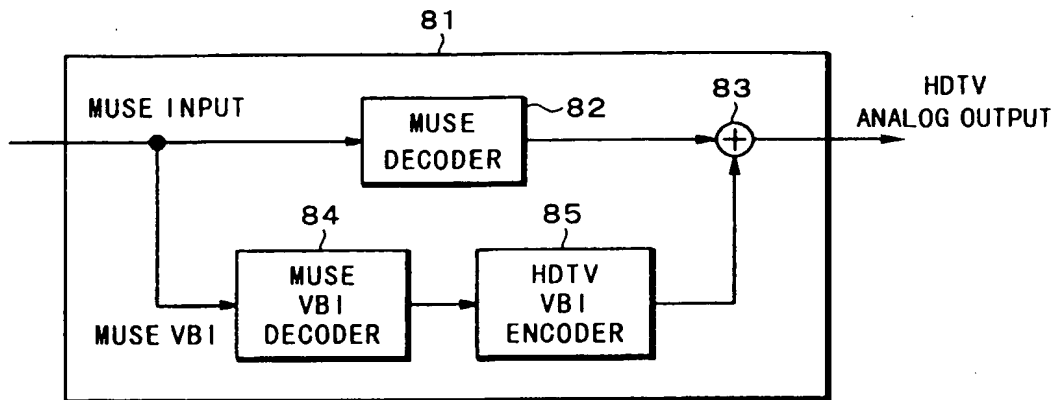 81
MUSE INPUT
MUSE
DECODER
82
83
+
HDTV
ANALOG OUTPUT
84
85
MUSE
VBI
DECODER
HDTV
VBI
ENCODER
MUSE VBI